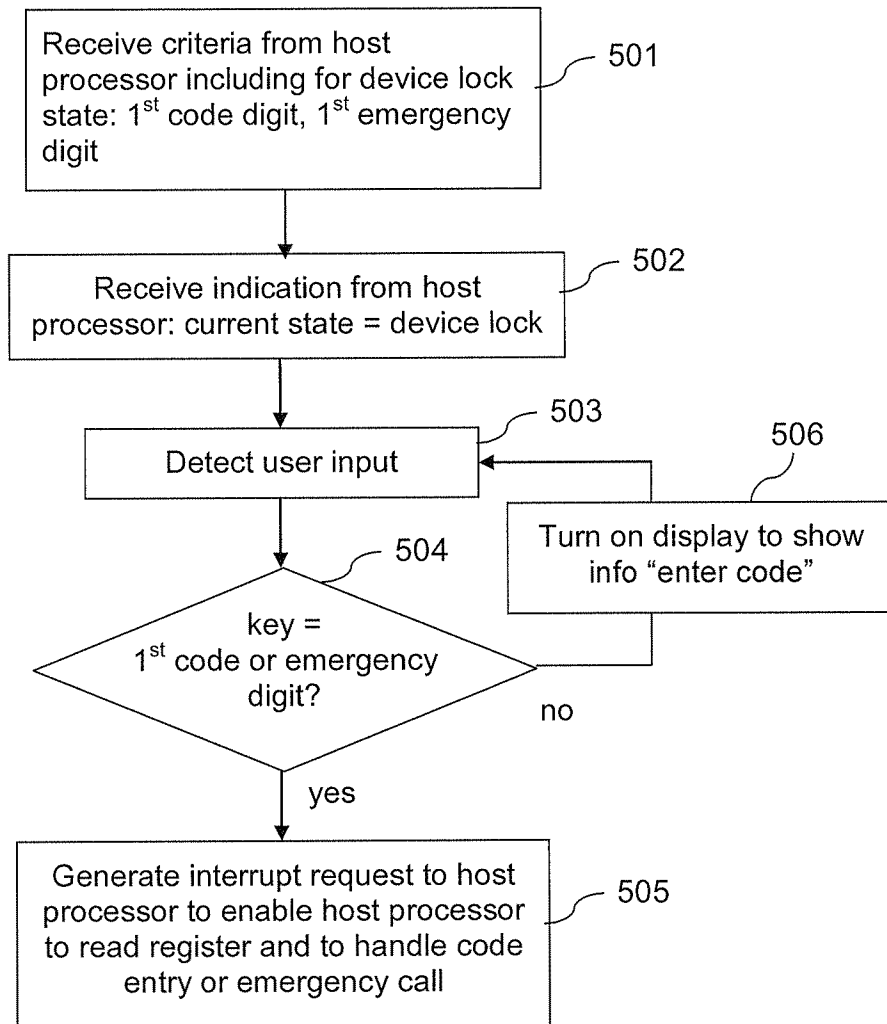 Receive criteria from host
processor including for device lock
state: 1st code digit, 1st emergency
digit
501
Receive indication from host
processor: current state = device lock
502
Detect user input
503
key =
1st code or emergency
digit?
504
no
Turn on display to show
info “enter code”
506
yes
Generate interrupt request to host
processor to enable host processor
to read register and to handle code
entry or emergency call
505